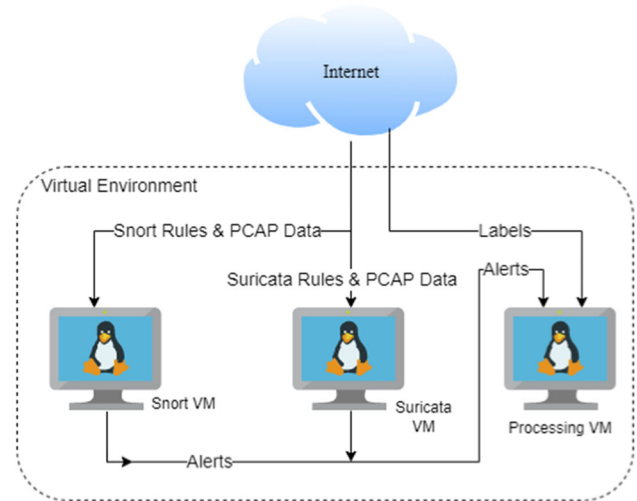 Internet
Virtual Environment
Snort Rules & PCAP Data
Labels
Suricata Rules & PCAP Data
Alerts
Snort VM
Suricata
VM
Processing VM
Alerts